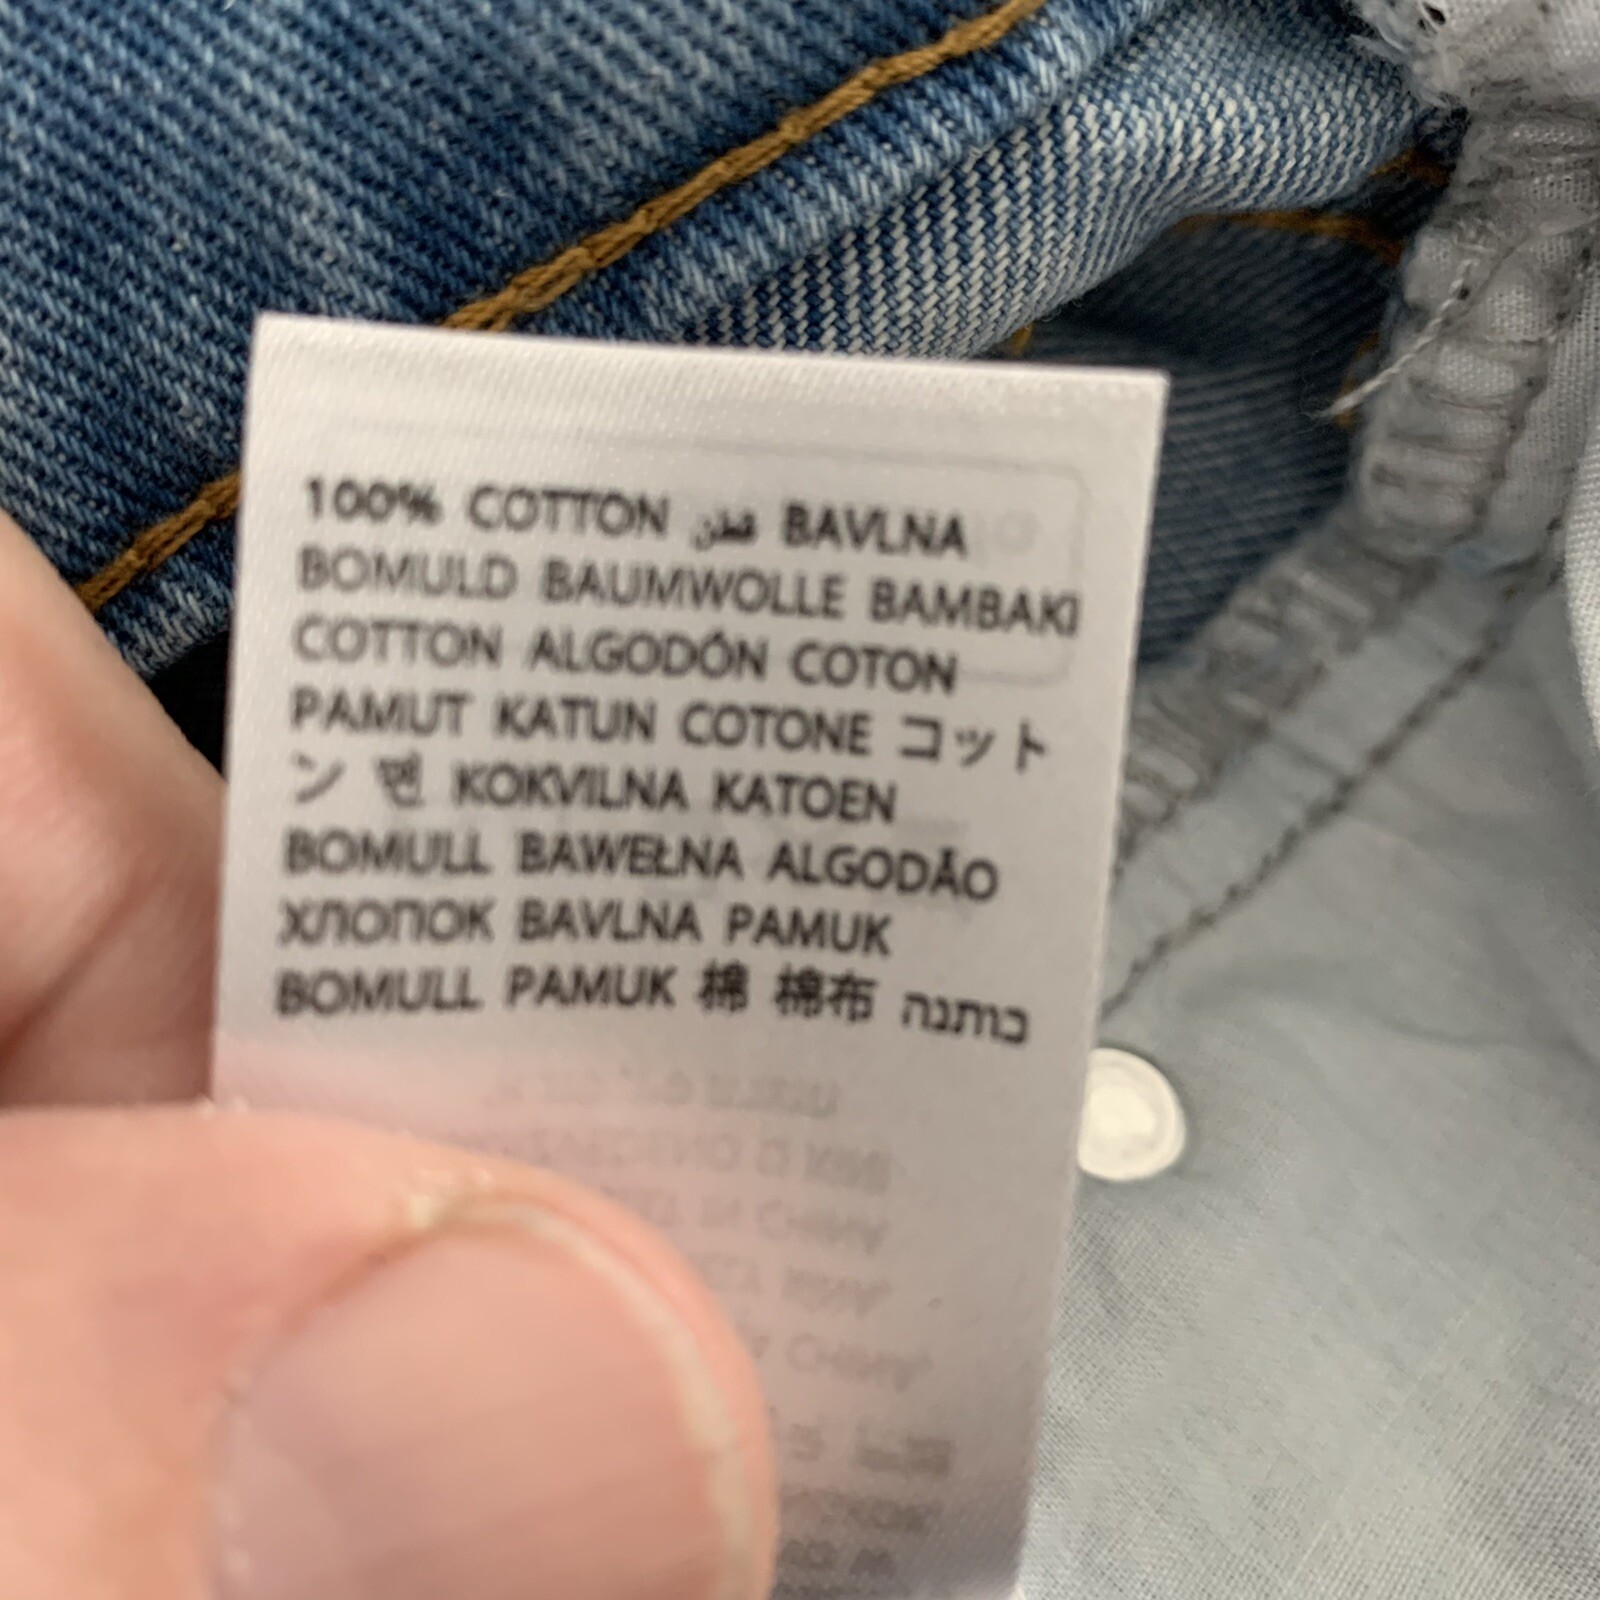 100% COTTON قطن BAVLNA
BOMULD BAUMWOLLE BAMBAKI
COTTON ALGODÓN COTON
PAMUT KATUN COTONE コット
ン 면 KOKVILNA KATOEN
BOMULL BAWEŁNA ALGODÃO
ХЛОПОК BAVLNA PAMUK
BOMULL PAMUK 棉 棉布 כותנה